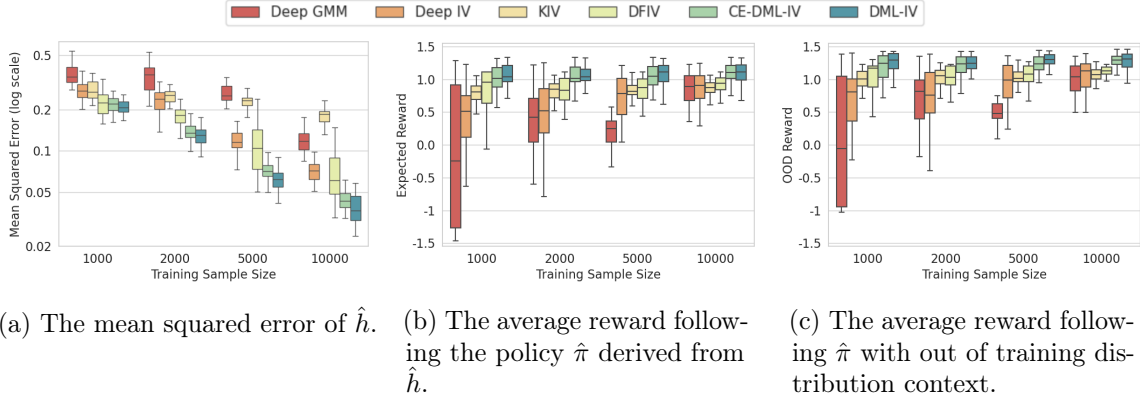 Deep GMM Deep IV KIV DFIV CE-DML-IV DML-IV
Mean Squared Error (log scale)
0.5
0.2
0.1
0.05
0.02
1000 2000 5000 10000
Training Sample Size
Expected Reward
1.5
1.0
0.5
0.0
-0.5
-1
-1.5
1000 2000 5000 10000
Training Sample Size
OOD Reward
1.5
1.0
0.5
0.0
-0.5
-1
-1.5
1000 2000 5000 10000
Training Sample Size
(a) The mean squared error of ĥ.
(b) The average reward follow-
ing the policy π̂ derived from
ĥ.
(c) The average reward follow-
ing π̂ with out of training dis-
tribution context.